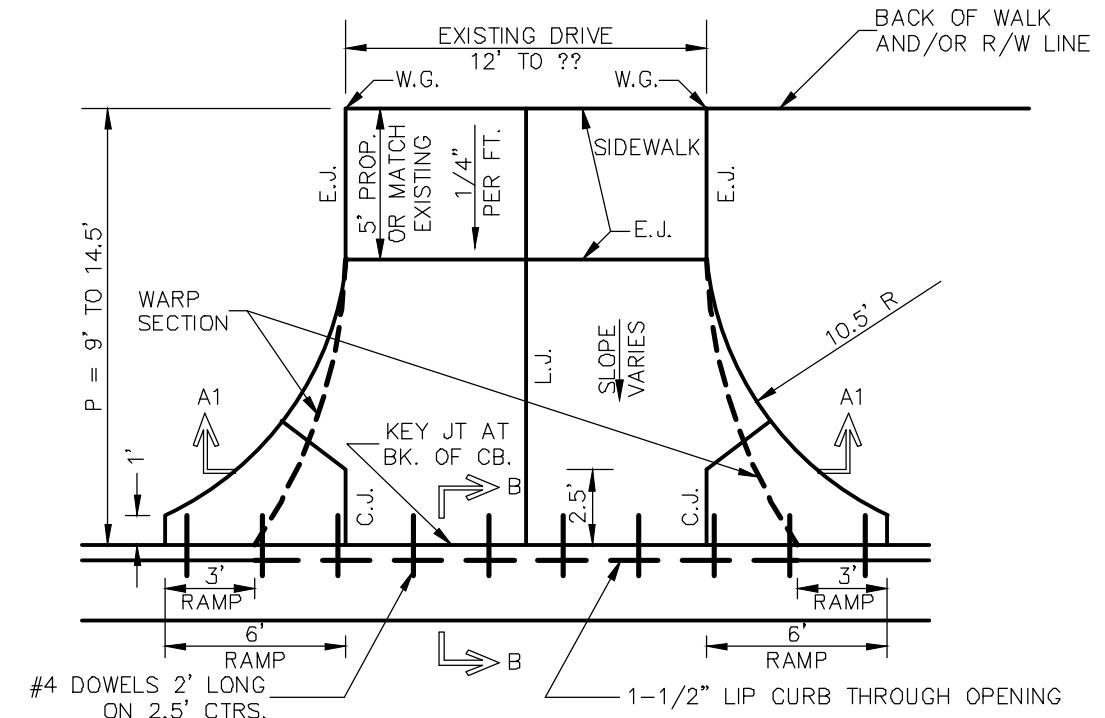 BACK OF WALK
AND/OR R/W LINE
EXISTING DRIVE
12' TO ??
W.G.
W.G.
E.J.
5' PROP.
OR MATCH
EXISTING
1/4"
PER FT.
SIDEWALK
E.J.
E.J.
P = 9' TO 14.5'
WARP
SECTION
10.5' R
SLOPE
VARIES
L.J.
A1
A1
KEY JT AT
BK. OF CB.
1'
B
2.5'
C.J.
C.J.
3'
RAMP
3'
RAMP
6'
RAMP
6'
RAMP
B
#4 DOWELS 2' LONG
ON 2.5' CTRS.
1-1/2" LIP CURB THROUGH OPENING